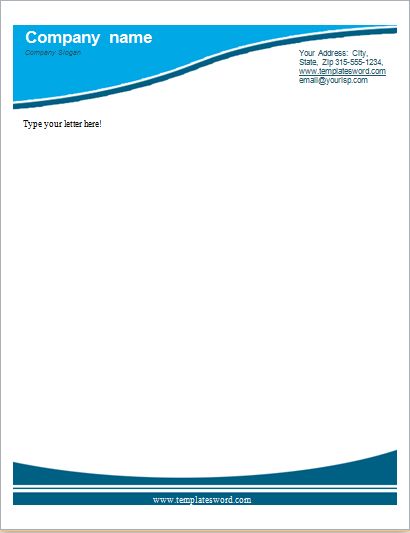 Company name
Company Slogan
Your Address: City,
State, Zip 315-555-1234,
www.templatesword.com
email@yourisp.com
Type your letter here!
www.templatesword.com